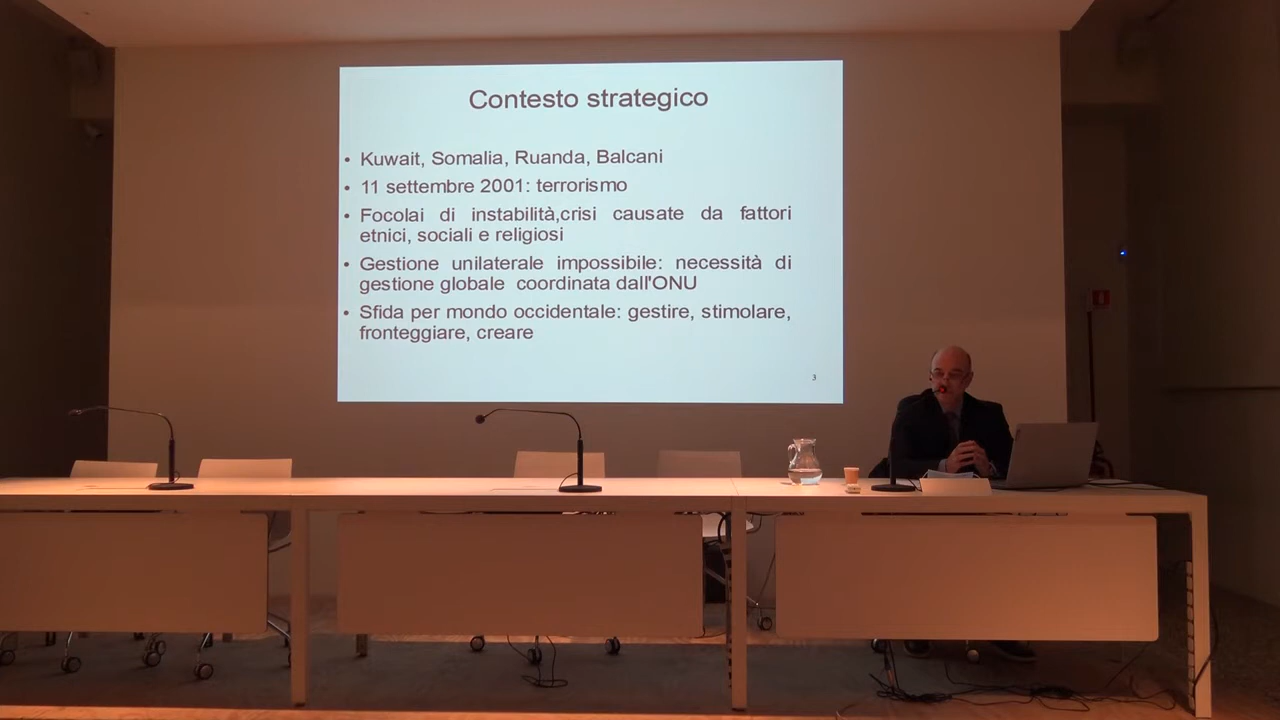 Contesto strategico
• Kuwait, Somalia, Ruanda, Balcani
• 11 settembre 2001: terrorismo
• Focolai di instabilità,crisi causate da fattori
etnici, sociali e religiosi
• Gestione unilaterale impossibile: necessità di
gestione globale coordinata dall'ONU
• Sfida per mondo occidentale: gestire, stimolare,
fronteggiare, creare
3